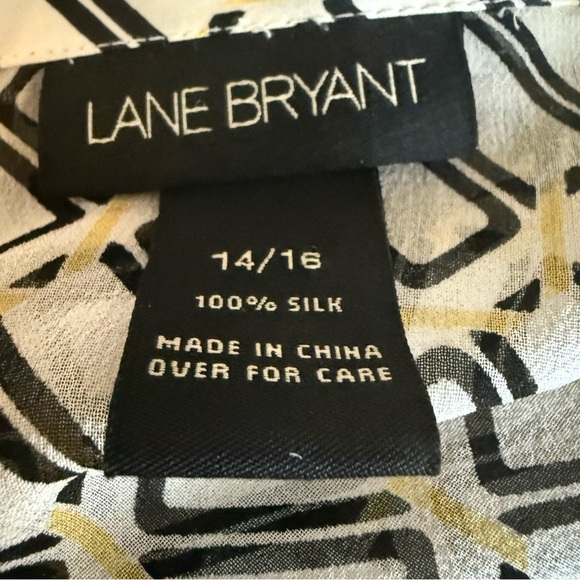 LANE BRYANT
14/16
100% SILK
MADE IN CHINA
OVER FOR CARE